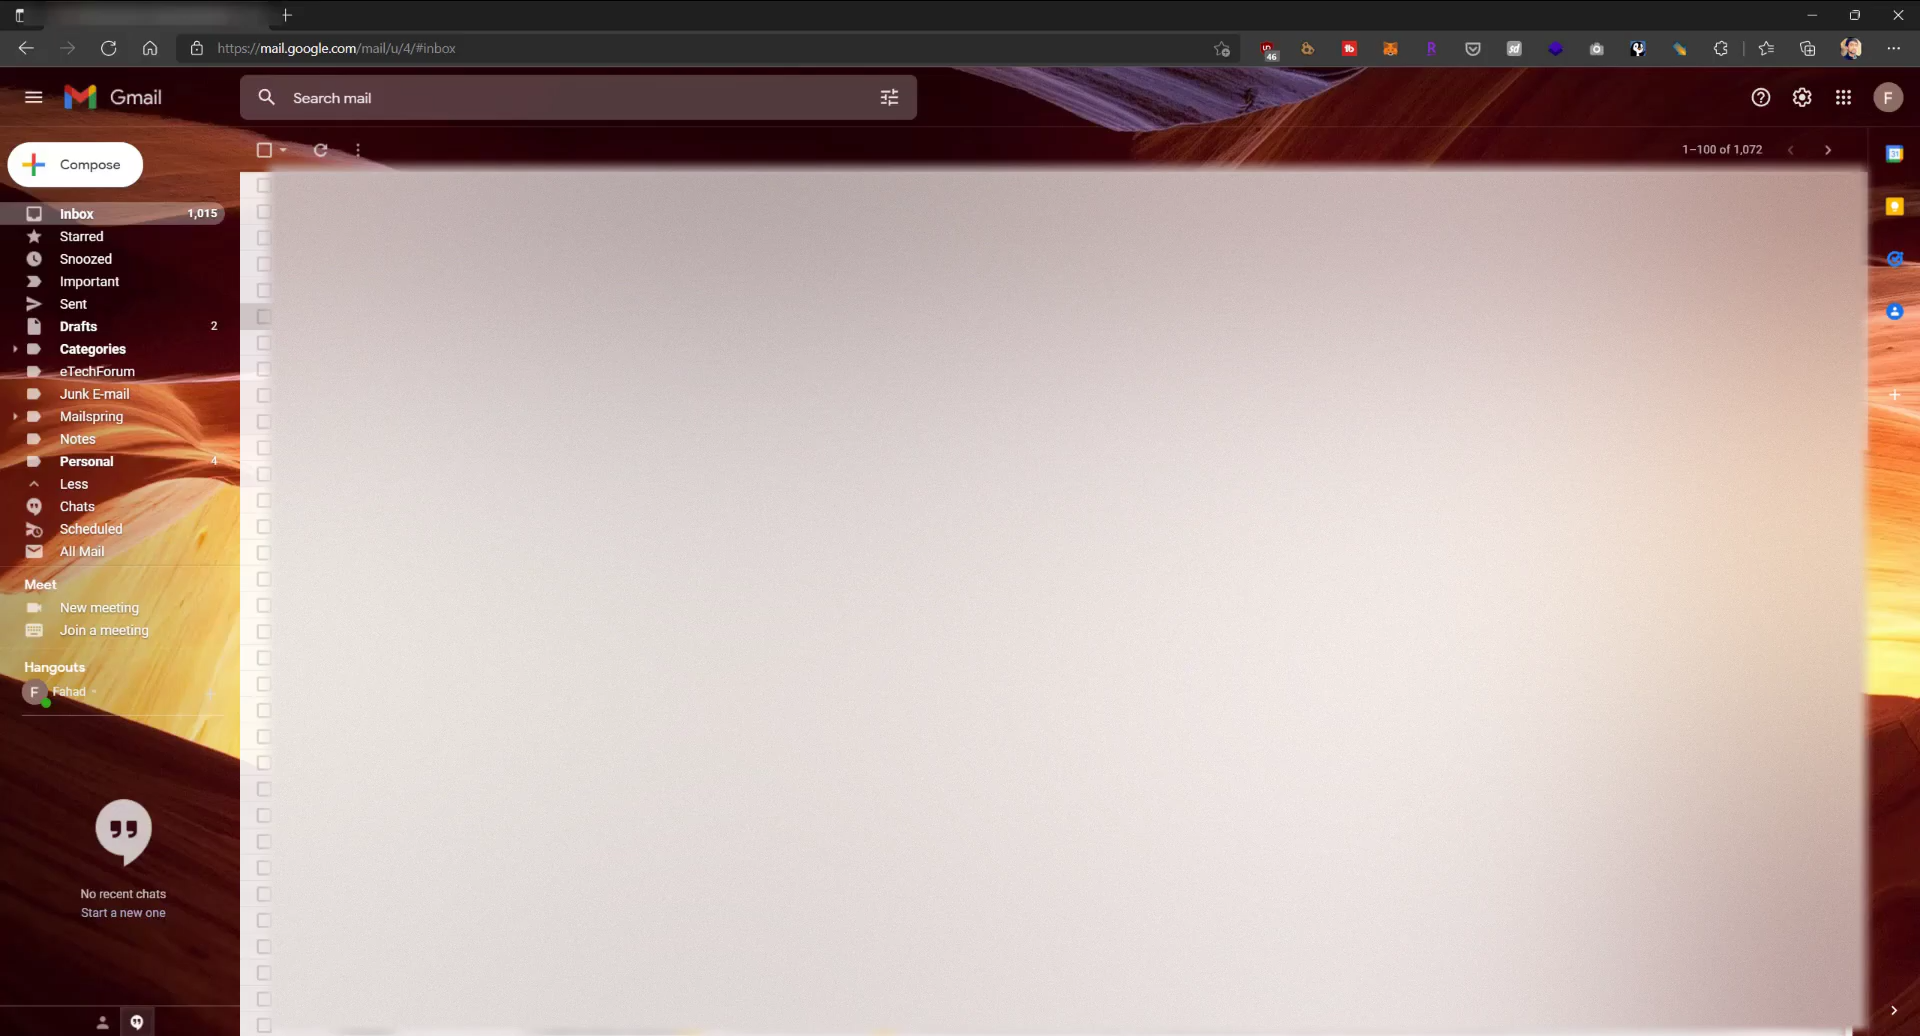 https://mail.google.com/mail/u/4/#inbox
46
Gmail
Search mail
F
Compose
1–100 of 1,072
31
Inbox 1,015
Starred
Snoozed
Important
Sent
Drafts 2
Categories
eTechForum
Junk E-mail
Mailspring
Notes
Personal 4
Less
Chats
Scheduled
All Mail
Meet
New meeting
Join a meeting
Hangouts
F Fahad
No recent chats
Start a new one